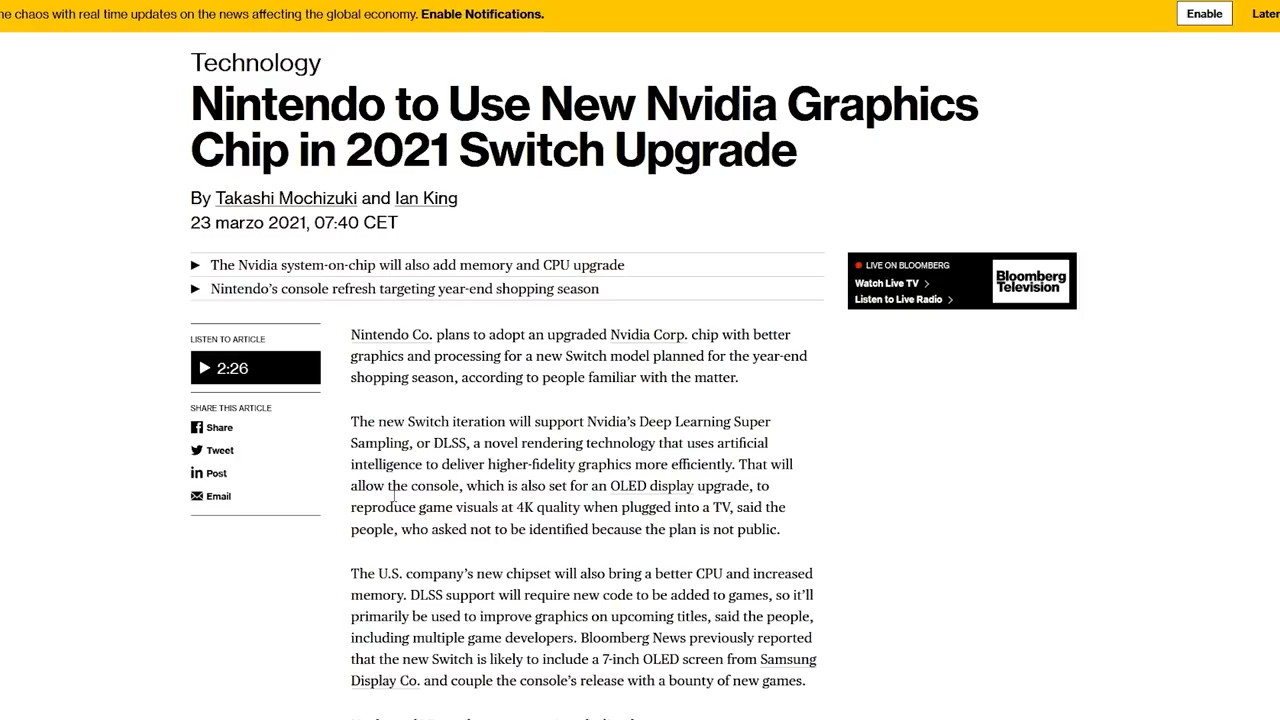 he chaos with real time updates on the news affecting the global economy. Enable Notifications.
Enable
Later
Technology
Nintendo to Use New Nvidia Graphics
Chip in 2021 Switch Upgrade
By Takashi Mochizuki and Ian King
23 marzo 2021, 07:40 CET
The Nvidia system-on-chip will also add memory and CPU upgrade
Nintendo's console refresh targeting year-end shopping season
LIVE ON BLOOMBERG
Watch Live TV
Listen to Live Radio
Bloomberg
Television
LISTEN TO ARTICLE
2:26
SHARE THIS ARTICLE
Share
Tweet
Post
Email
Nintendo Co. plans to adopt an upgraded Nvidia Corp. chip with better
graphics and processing for a new Switch model planned for the year-end
shopping season, according to people familiar with the matter.
The new Switch iteration will support Nvidia's Deep Learning Super
Sampling, or DLSS, a novel rendering technology that uses artificial
intelligence to deliver higher-fidelity graphics more efficiently. That will
allow the console, which is also set for an OLED display upgrade, to
reproduce game visuals at 4K quality when plugged into a TV, said the
people, who asked not to be identified because the plan is not public.
The U.S. company's new chipset will also bring a better CPU and increased
memory. DLSS support will require new code to be added to games, so it'll
primarily be used to improve graphics on upcoming titles, said the people,
including multiple game developers. Bloomberg News previously reported
that the new Switch is likely to include a 7-inch OLED screen from Samsung
Display Co. and couple the console's release with a bounty of new games.